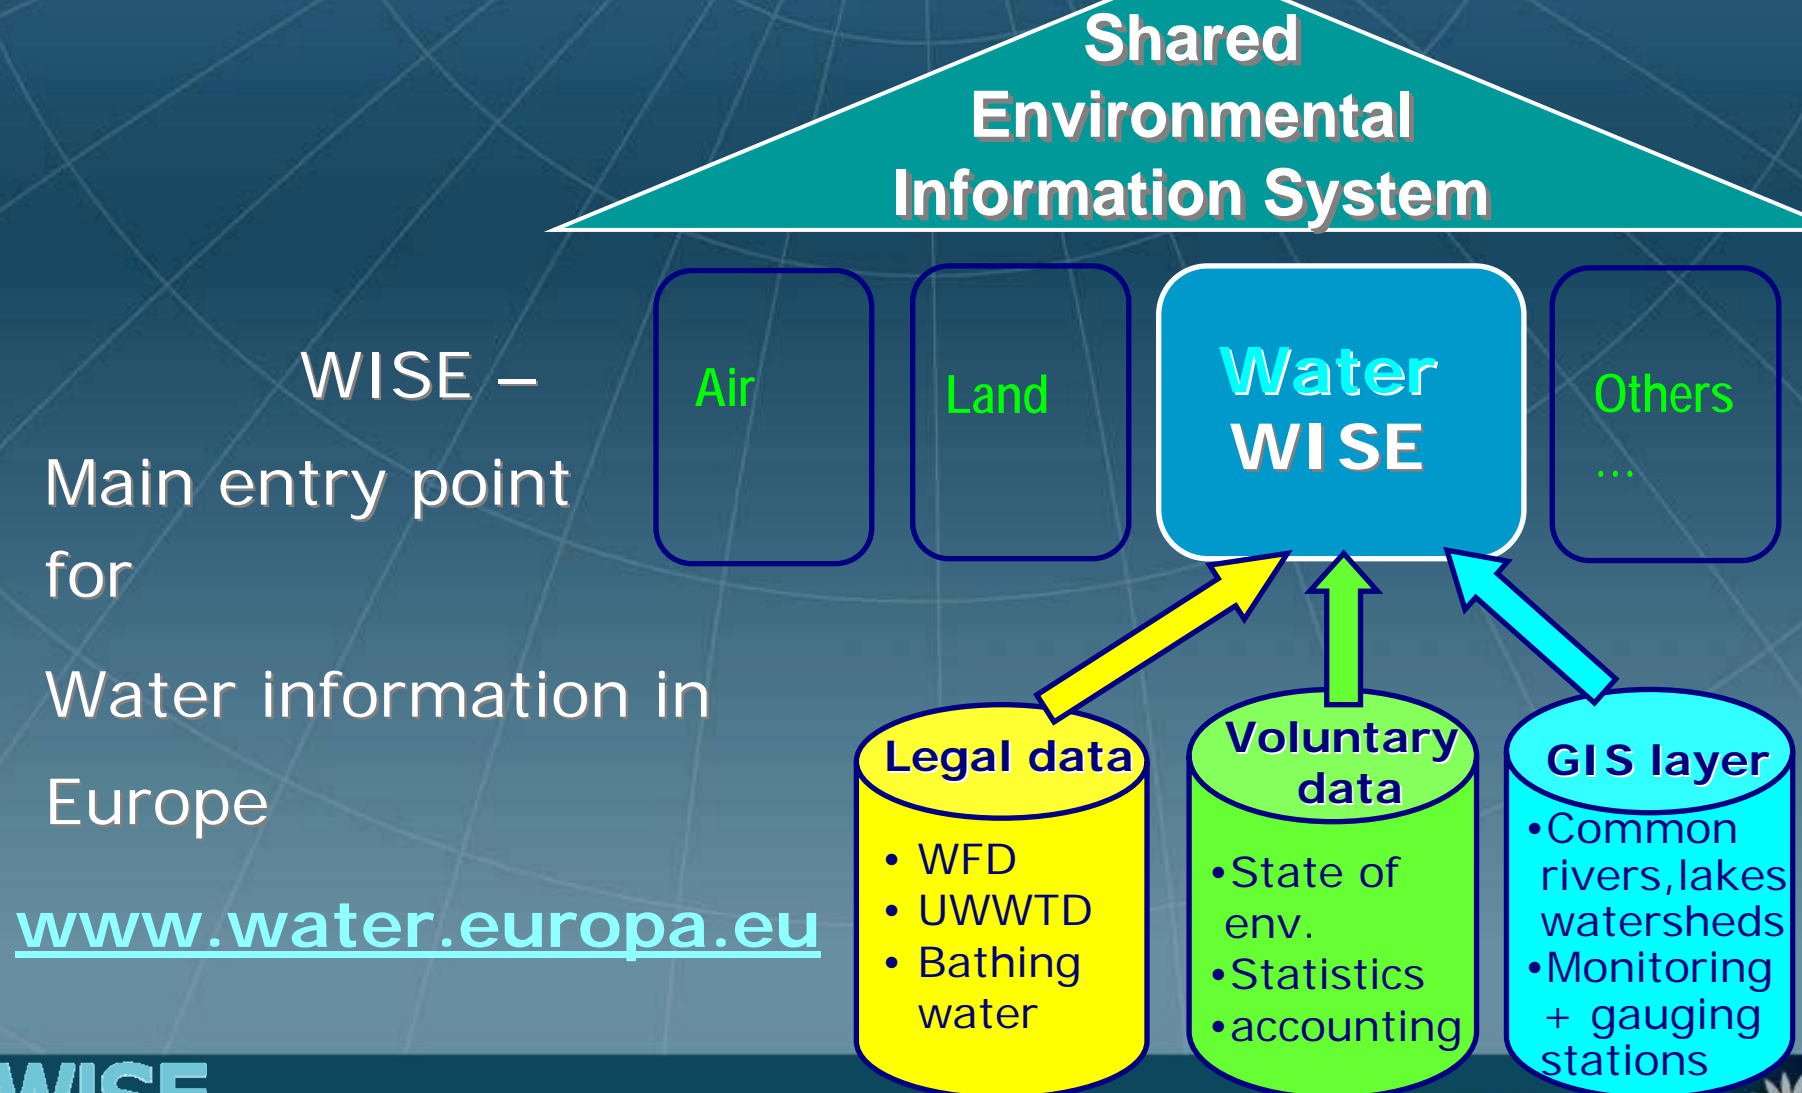 Shared
Environmental
Information System
WISE –
Main entry point
for
Water information in
Europe
www.water.europa.eu
Air
Land
Water
WISE
Others
...
Legal data
• WFD
• UWWTD
• Bathing
water
Voluntary
data
•State of
env.
•Statistics
•accounting
GIS layer
•Common
rivers,lakes
watersheds
•Monitoring
+ gauging
stations
WISE